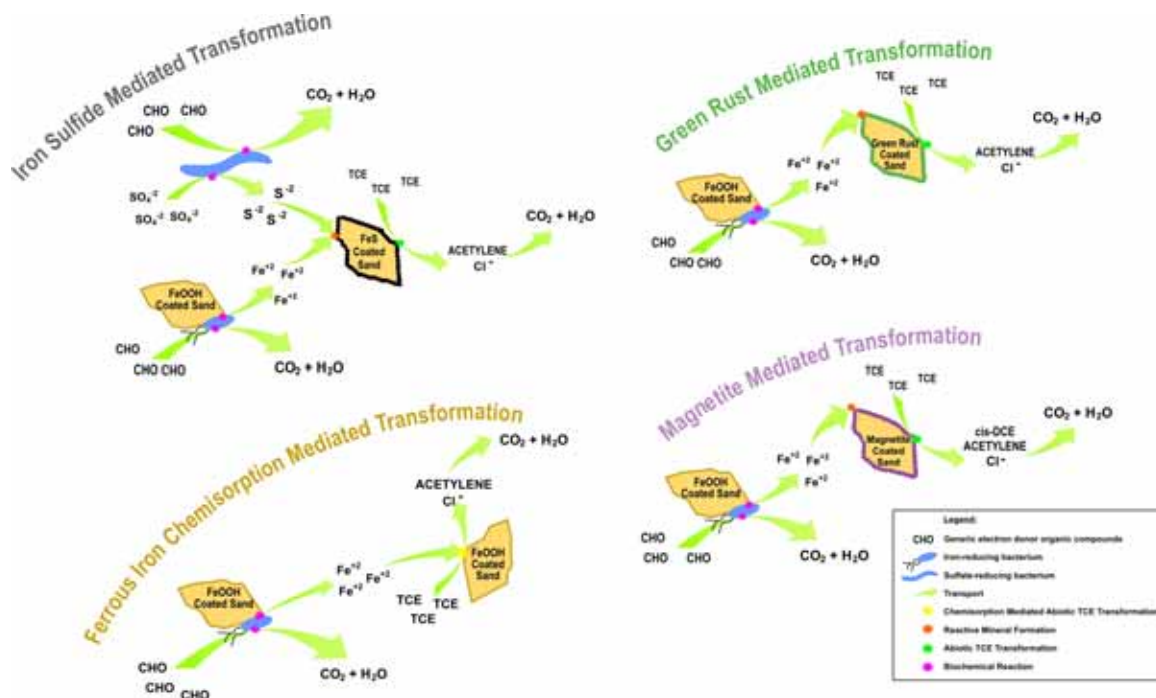 Iron Sulfide Mediated Transformation
CHO CHO
CHO
CO₂ + H₂O
SO₄⁻²
SO₄⁻² SO₄⁻²
S⁻²
S⁻² S⁻²
TCE
TCE TCE
FeS
Coated
Sand
CO₂ + H₂O
ACETYLENE
Cl⁻
Fe⁺² Fe⁺²
Fe⁺²
FeOOH
Coated Sand
CHO
CHO CHO
CO₂ + H₂O
Green Rust Mediated Transformation
TCE
TCE TCE
Green Rust
Coated
Sand
CO₂ + H₂O
ACETYLENE
Cl⁻
Fe⁺² Fe⁺²
Fe⁺²
FeOOH
Coated Sand
CHO
CHO CHO
CO₂ + H₂O
Ferrous Iron Chemisorption Mediated Transformation
CO₂ + H₂O
ACETYLENE
Cl⁻
FeOOH
Coated
Sand
Fe⁺²
Fe⁺² Fe⁺²
TCE TCE
TCE TCE
FeOOH
Coated Sand
CHO
CHO CHO
CO₂ + H₂O
Magnetite Mediated Transformation
TCE
TCE TCE
Magnetite
Coated
Sand
CO₂ + H₂O
cis-DCE
ACETYLENE
Cl⁻
Fe⁺² Fe⁺²
Fe⁺²
FeOOH
Coated Sand
CHO
CHO CHO
CO₂ + H₂O
Legend:
CHO Generic electron donor organic compounds
Iron-reducing bacterium
Sulfate-reducing bacterium
Transport
Chemisorption Mediated Abiotic TCE Transformation
Reactive Mineral Formation
Abiotic TCE Transformation
Biochemical Reaction